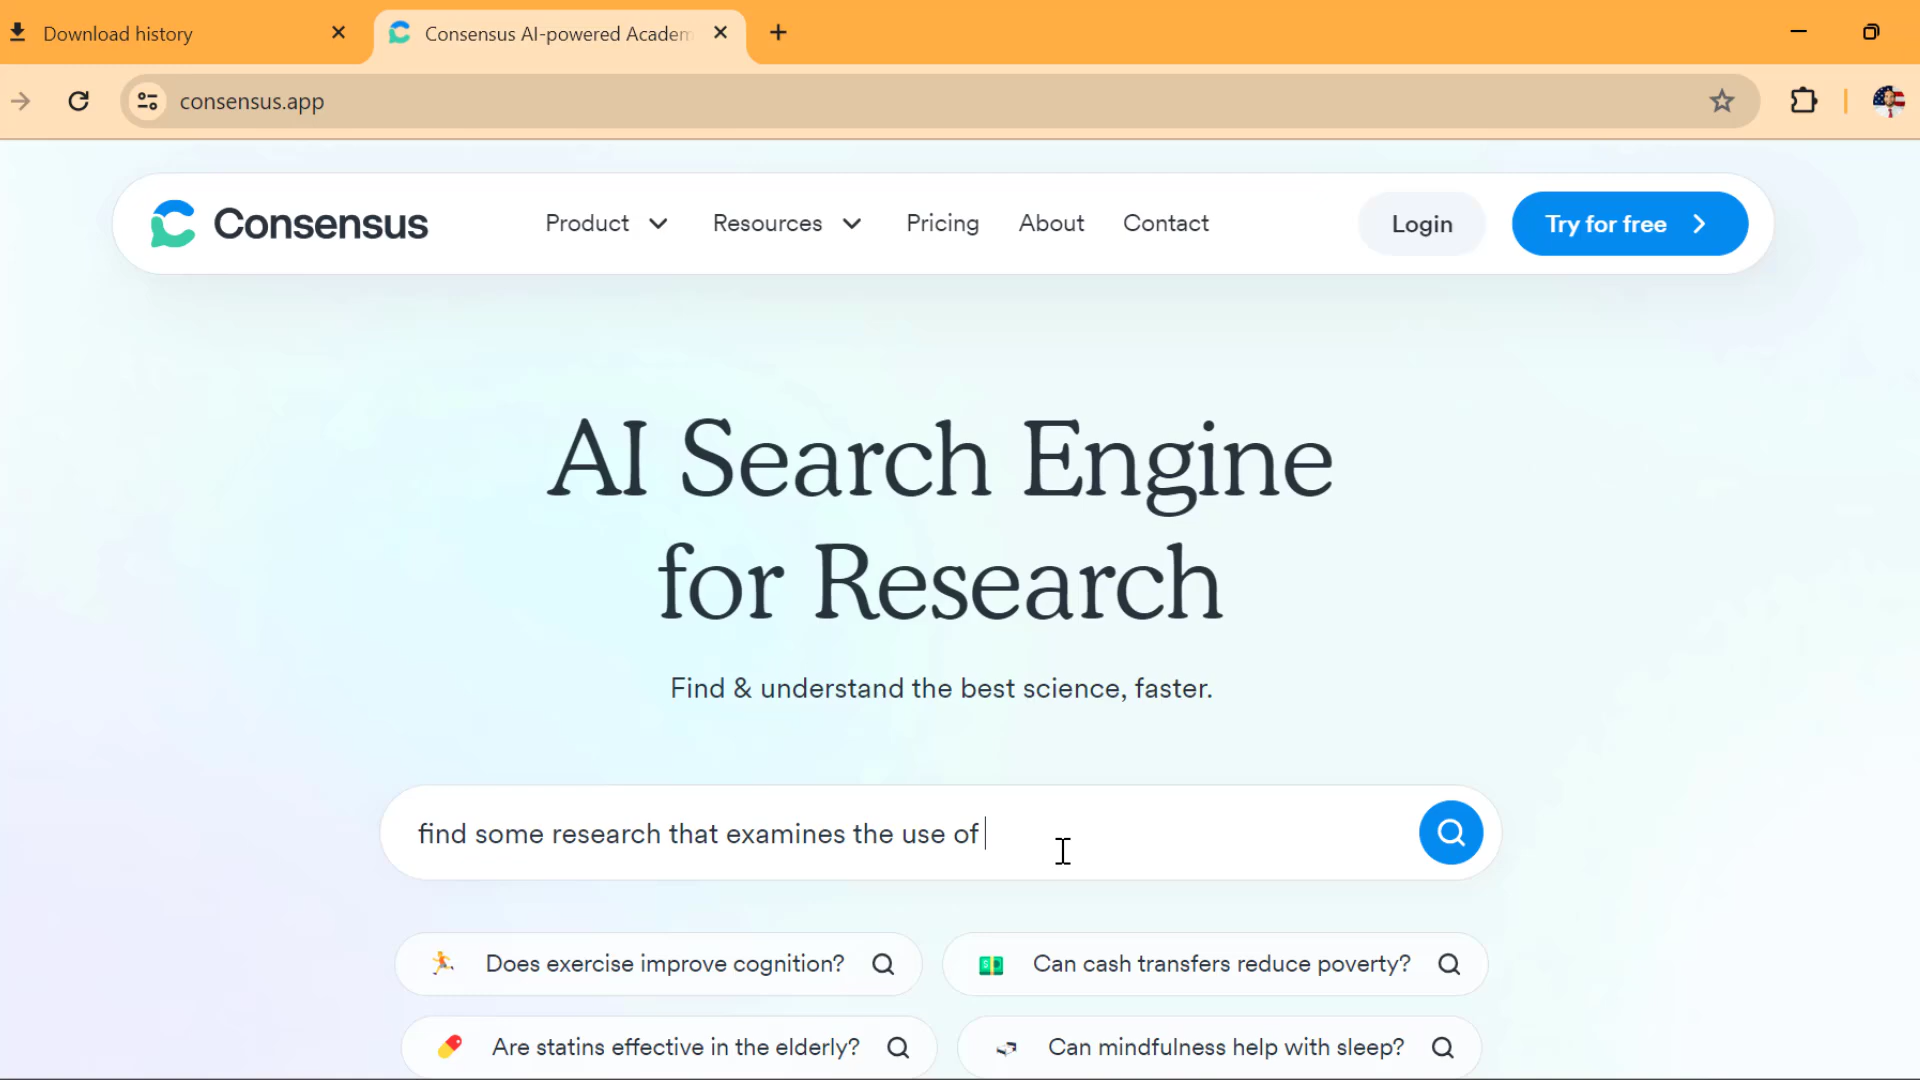 Download history
Consensus AI-powered Academ
consensus.app
Consensus
Product
Resources
Pricing
About
Contact
Login
Try for free
AI Search Engine
for Research
Find & understand the best science, faster.
find some research that examines the use of
Does exercise improve cognition?
Can cash transfers reduce poverty?
Are statins effective in the elderly?
Can mindfulness help with sleep?